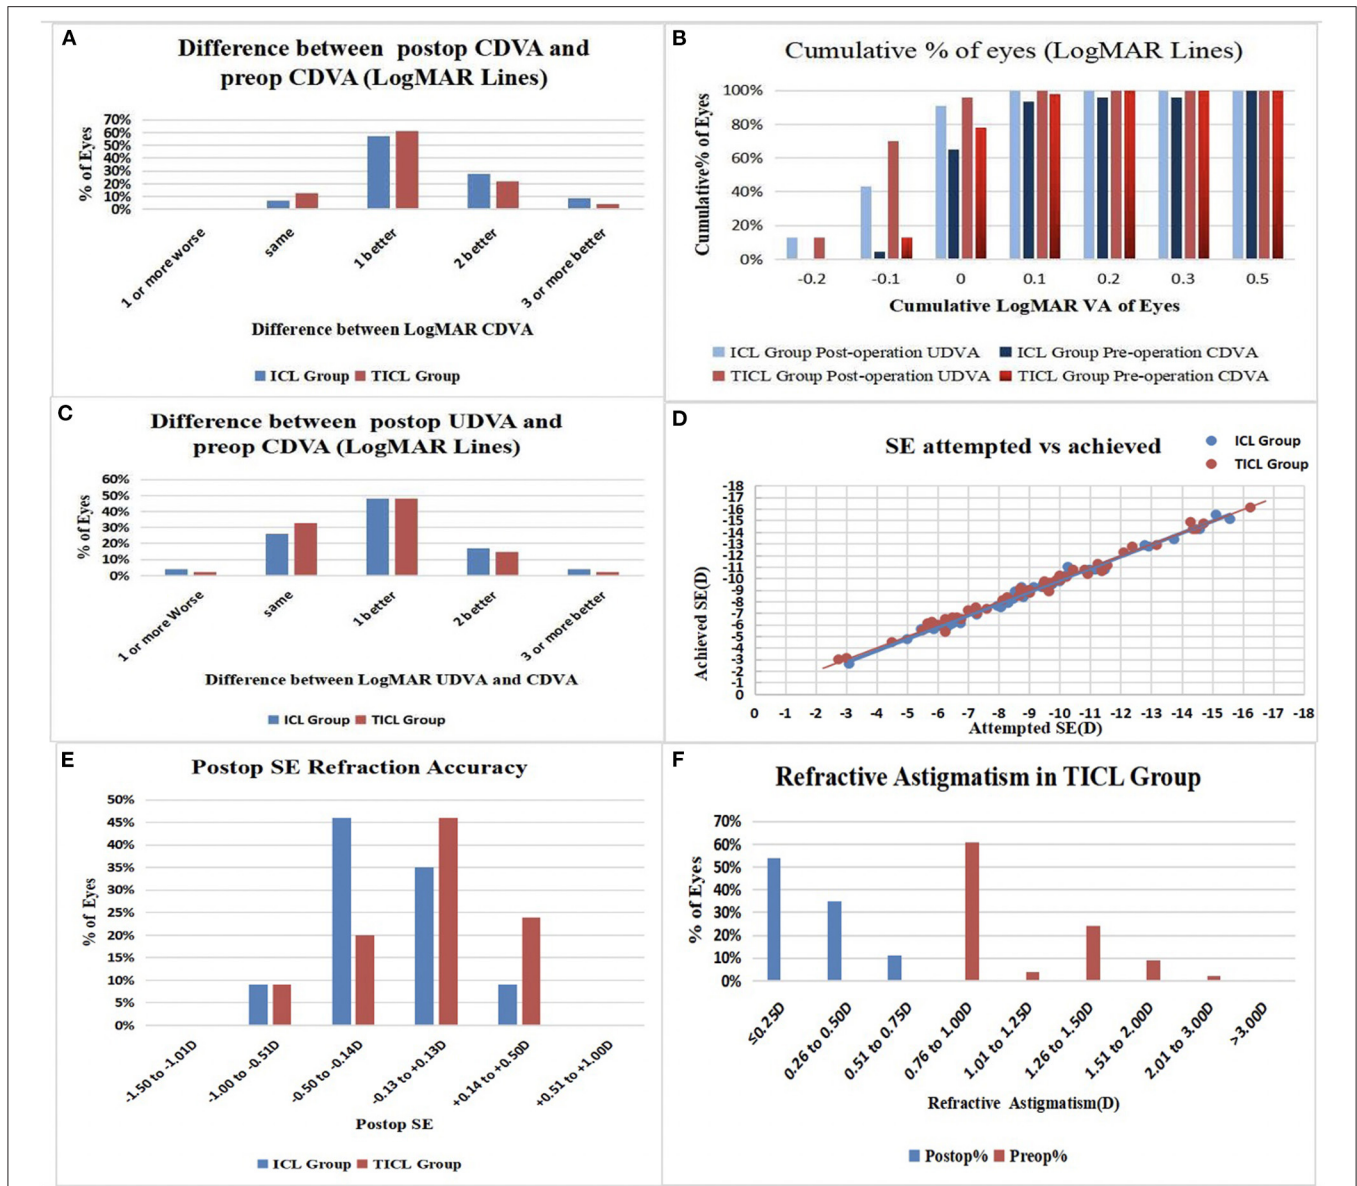 A
Difference between postop CDVA and
preop CDVA (LogMAR Lines)
70%
60%
50%
40%
30%
20%
10%
0%
% of Eyes
1 or more worse
same
1 better
2 better
3 or more better
Difference between LogMAR CDVA
ICL Group TICL Group
B
Cumulative % of eyes (LogMAR Lines)
100%
80%
60%
40%
20%
0%
Cumulative% of Eyes
-0.2 -0.1 0 0.1 0.2 0.3 0.5
Cumulative LogMAR VA of Eyes
ICL Group Post-operation UDVA ICL Group Pre-operation CDVA
TICL Group Post-operation UDVA TICL Group Pre-operation CDVA
C
Difference between postop UDVA and
preop CDVA (LogMAR Lines)
60%
50%
40%
30%
20%
10%
0%
% of Eyes
1 or more Worse
same
1 better
2 better
3 or more better
Difference between LogMAR UDVA and CDVA
ICL Group TICL Group
D
SE attempted vs achieved
ICL Group
TICL Group
-18
-17
-16
-15
-14
-13
-12
-11
-10
-9
-8
-7
-6
-5
-4
-3
-2
-1
0
Achieved SE(D)
0 -1 -2 -3 -4 -5 -6 -7 -8 -9 -10 -11 -12 -13 -14 -15 -16 -17 -18
Attempted SE(D)
E
Postop SE Refraction Accuracy
50%
45%
40%
35%
30%
25%
20%
15%
10%
5%
0%
% of Eyes
-1.50 to -1.01D
-1.00 to -0.51D
-0.50 to -0.14D
-0.13 to +0.13D
+0.14 to +0.50D
+0.51 to +1.00D
Postop SE
ICL Group TICL Group
F
Refractive Astigmatism in TICL Group
70%
60%
50%
40%
30%
20%
10%
0%
% of Eyes
≤0.25D
0.26 to 0.50D
0.51 to 0.75D
0.76 to 1.00D
1.01 to 1.25D
1.26 to 1.50D
1.51 to 2.00D
2.01 to 3.00D
>3.00D
Refractive Astigmatism(D)
Postop% Preop%